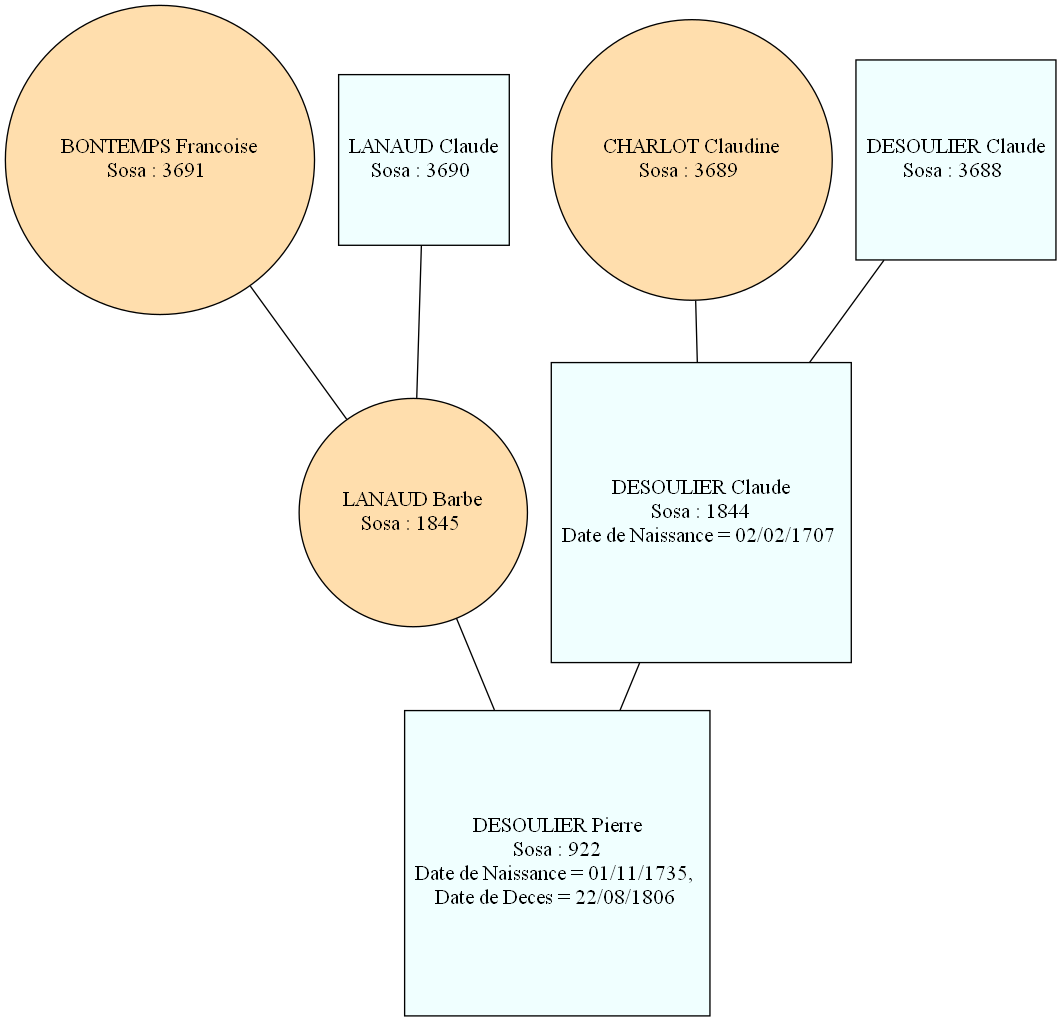 BONTEMPS Francoise
Sosa : 3691
LANAUD Claude
Sosa : 3690
CHARLOT Claudine
Sosa : 3689
DESOULIER Claude
Sosa : 3688
LANAUD Barbe
Sosa : 1845
DESOULIER Claude
Sosa : 1844
Date de Naissance = 02/02/1707
DESOULIER Pierre
Sosa : 922
Date de Naissance = 01/11/1735,
Date de Deces = 22/08/1806